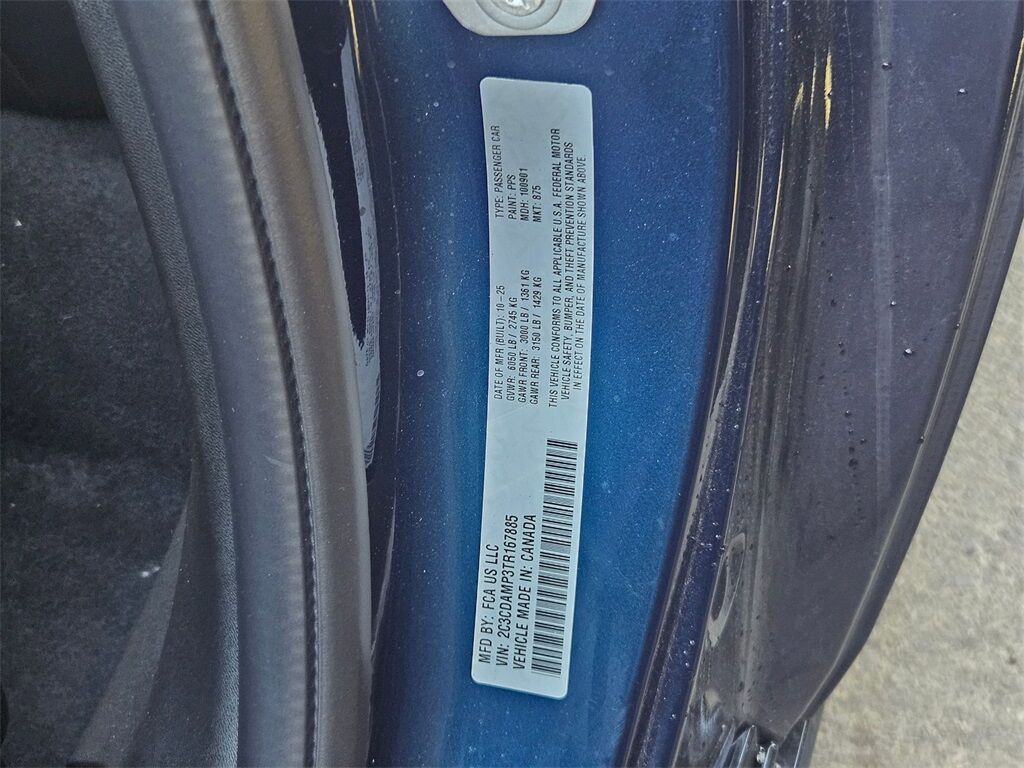 MFD BY: FCA US LLC
VIN: 2C3CDAMP3TR167885
VEHICLE MADE IN: CANADA
DATE OF MFR (BUILT): 10-25
GVWR: 6050 LB / 2745 KG
GAWR FRONT: 3000 LB / 1361 KG
GAWR REAR: 3150 LB / 1429 KG
TYPE: PASSENGER CAR
PAINT: PPS
MDH: 100901
MKT: 875
THIS VEHICLE CONFORMS TO ALL APPLICABLE U.S.A. FEDERAL MOTOR
VEHICLE SAFETY, BUMPER, AND THEFT PREVENTION STANDARDS
IN EFFECT ON THE DATE OF MANUFACTURE SHOWN ABOVE.